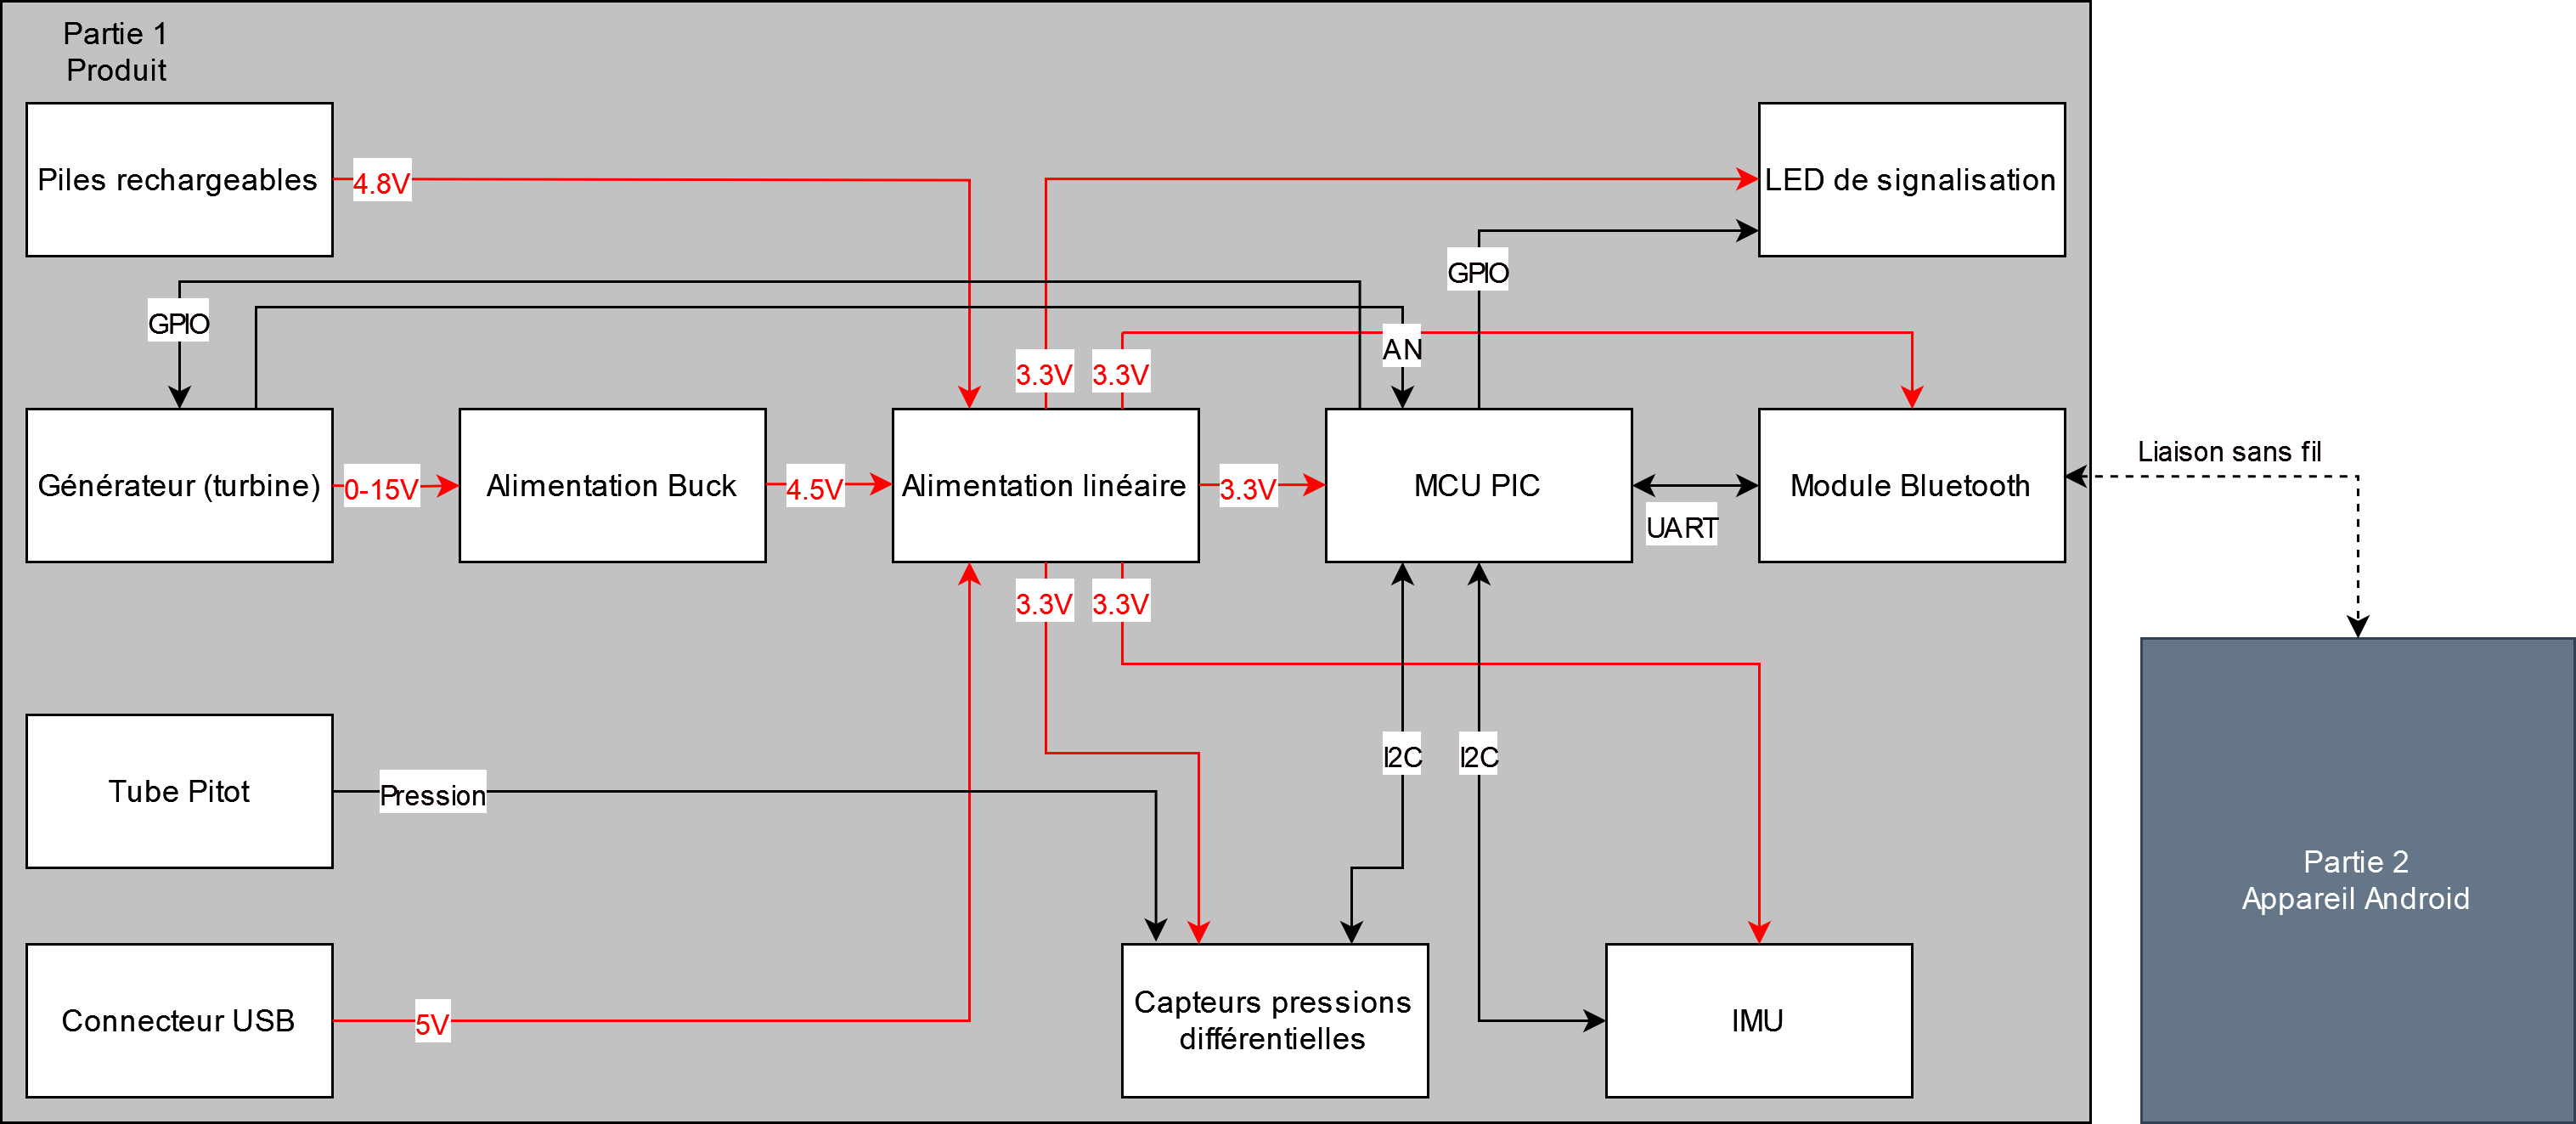 Partie 1
Produit
Piles rechargeables
4.8V
LED de signalisation
GPIO
GPIO
AN
3.3V
3.3V
Générateur (turbine)
0-15V
Alimentation Buck
4.5V
Alimentation linéaire
3.3V
MCU PIC
UART
Module Bluetooth
Liaison sans fil
3.3V
3.3V
I2C
I2C
Tube Pitot
Pression
Partie 2
Appareil Android
Connecteur USB
5V
Capteurs pressions
différentielles
IMU